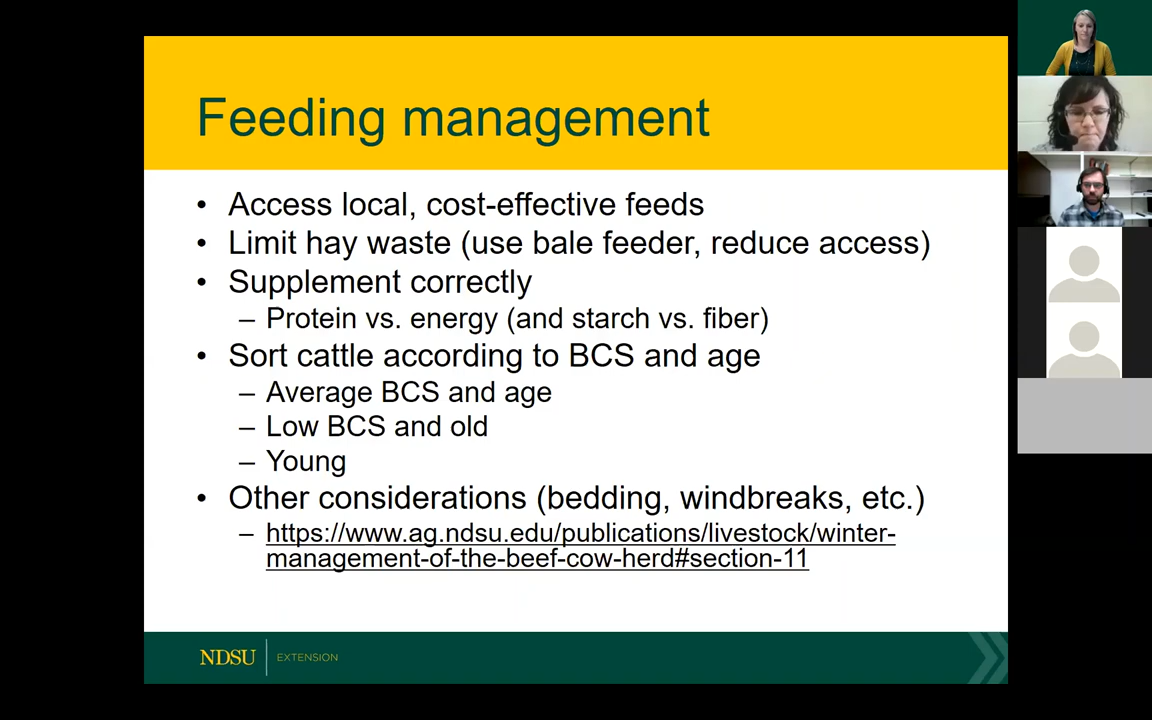 Feeding management
• Access local, cost-effective feeds
• Limit hay waste (use bale feeder, reduce access)
• Supplement correctly
– Protein vs. energy (and starch vs. fiber)
• Sort cattle according to BCS and age
– Average BCS and age
– Low BCS and old
– Young
• Other considerations (bedding, windbreaks, etc.)
– https://www.ag.ndsu.edu/publications/livestock/winter-
management-of-the-beef-cow-herd#section-11
NDSU EXTENSION